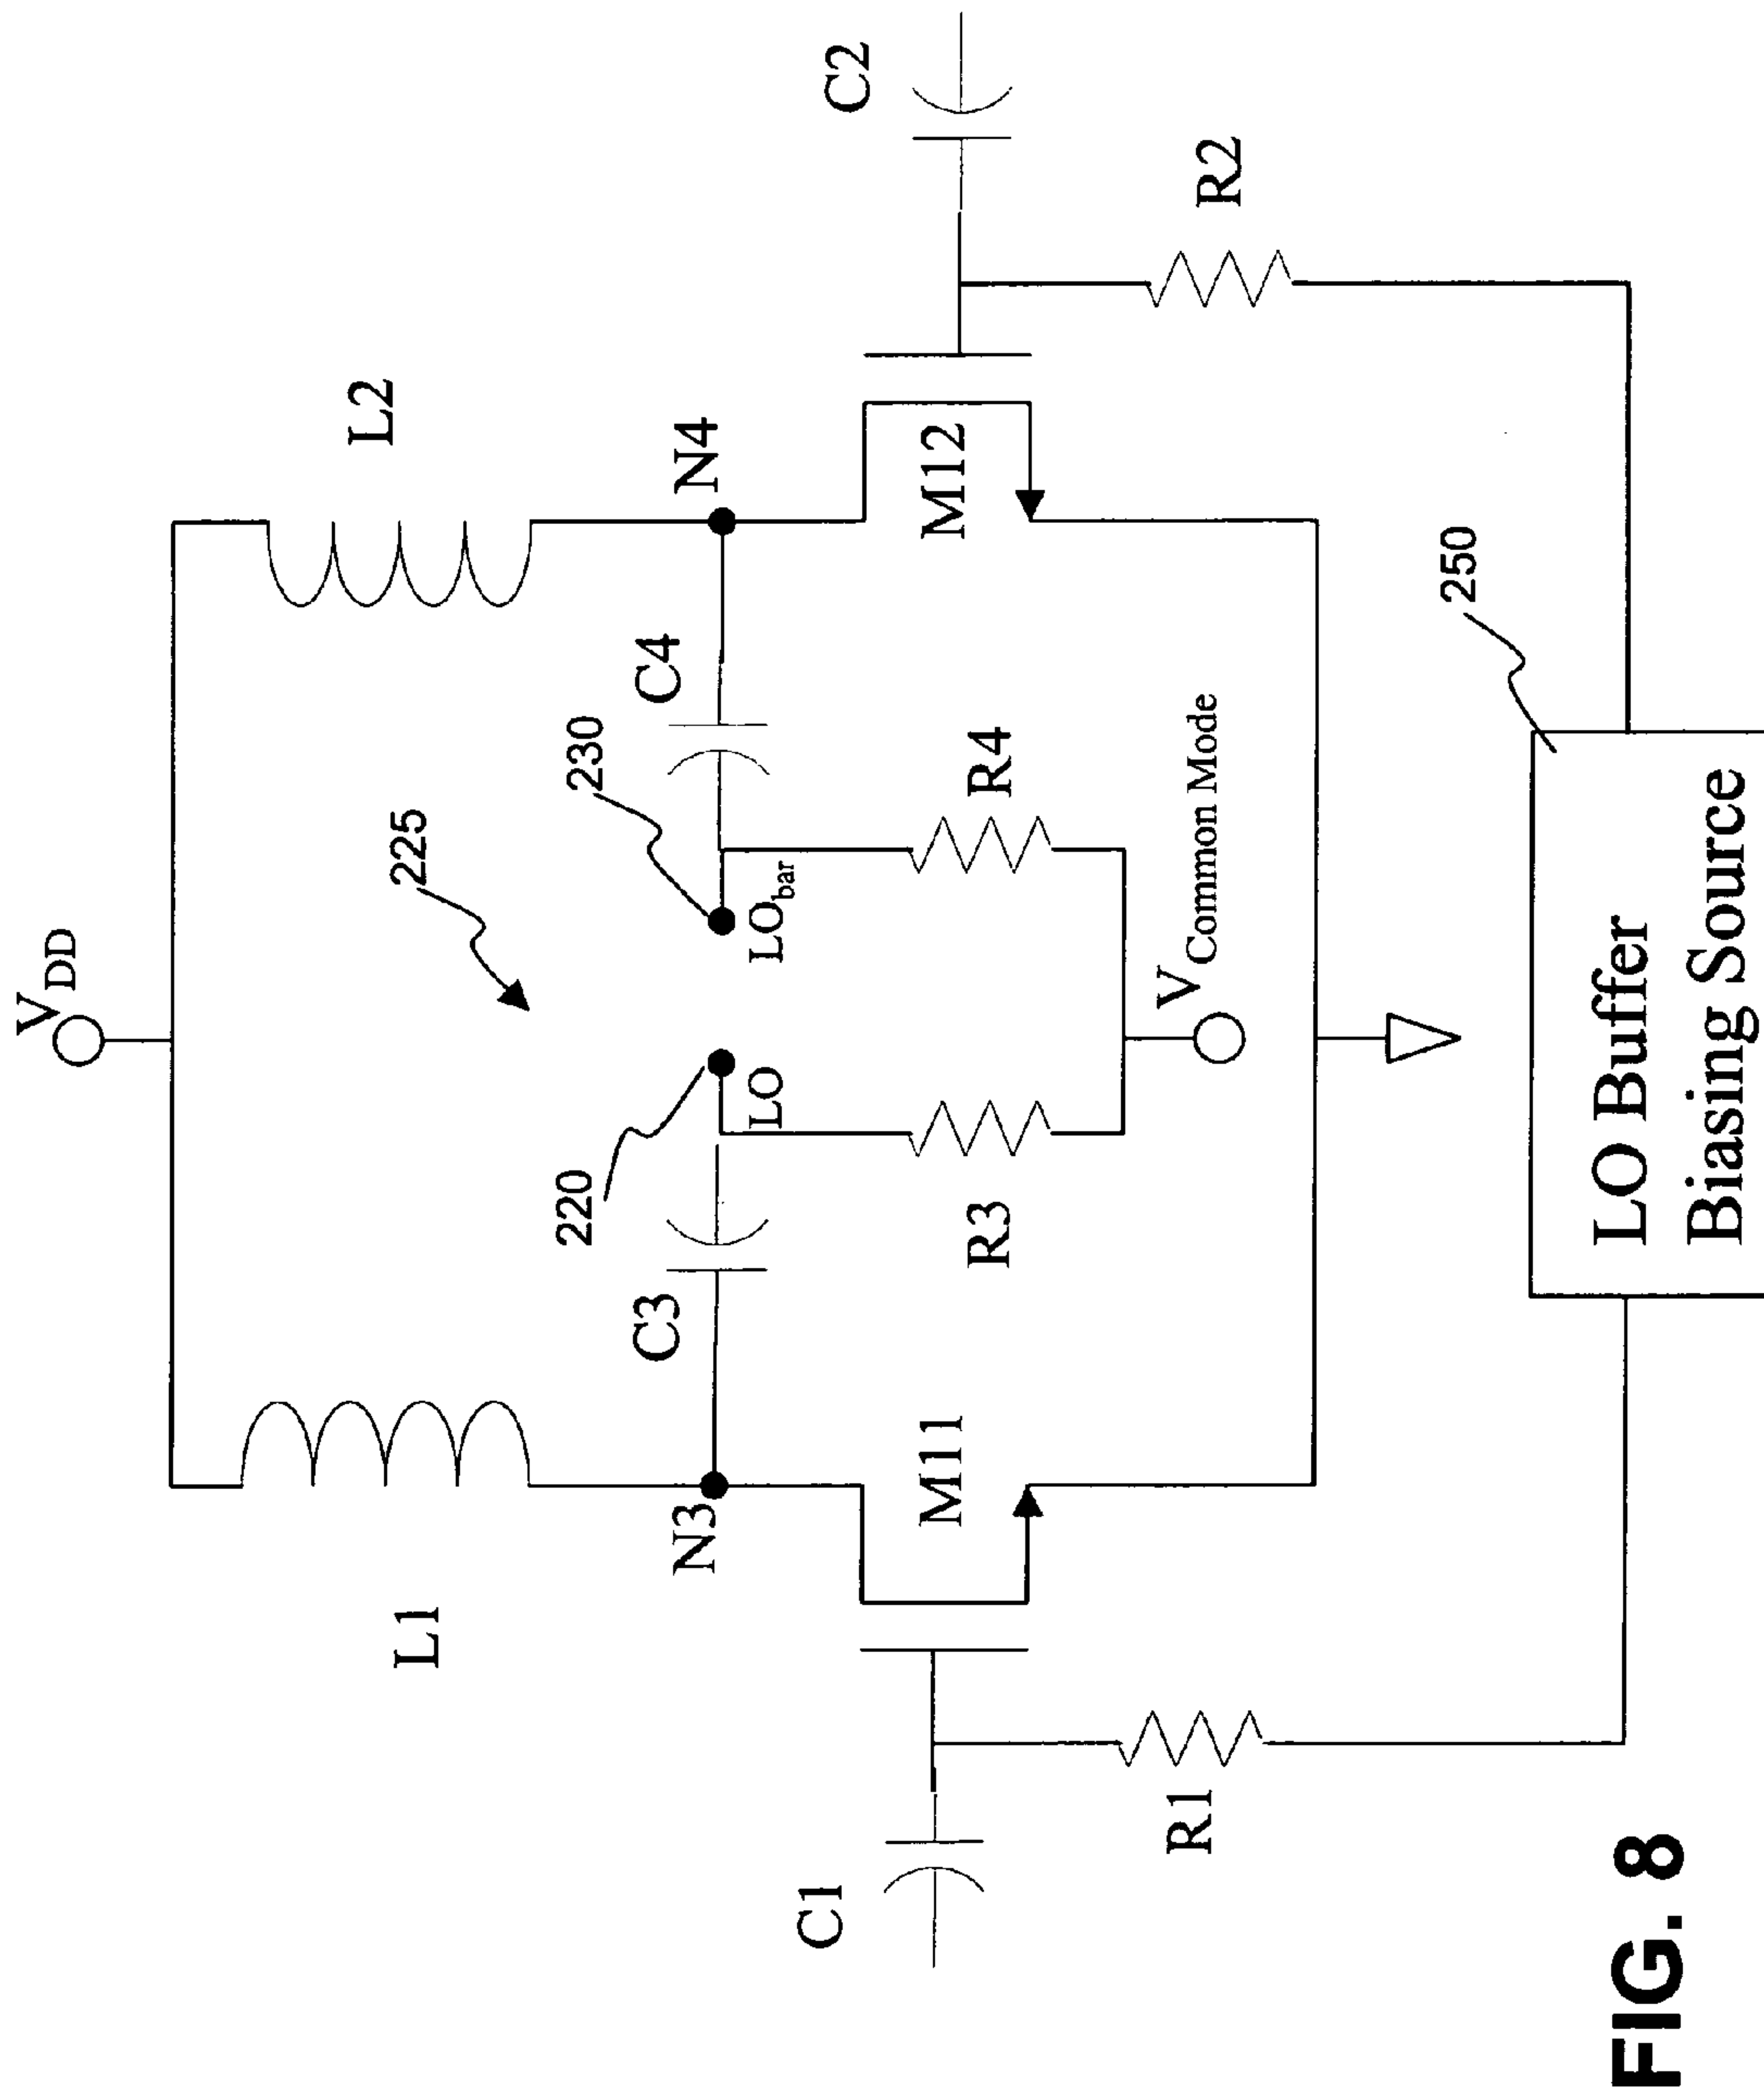 V_DD
L1
L2
225
220
230
N3
C3
C4
N4
LO
LO_bar
M11
M12
C1
C2
R3
R4
R1
R2
V_Common Mode
250
LO Buffer
Biasing Source
FIG. 8